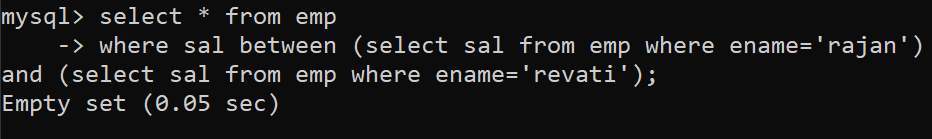 mysql> select * from emp
    -> where sal between (select sal from emp where ename='rajan')
and (select sal from emp where ename='revati');
Empty set (0.05 sec)